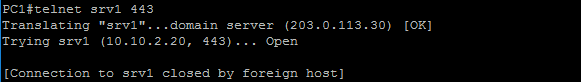 PC1#telnet srv1 443
Translating "srv1"...domain server (203.0.113.30) [OK]
Trying srv1 (10.10.2.20, 443)... Open
[Connection to srv1 closed by foreign host]